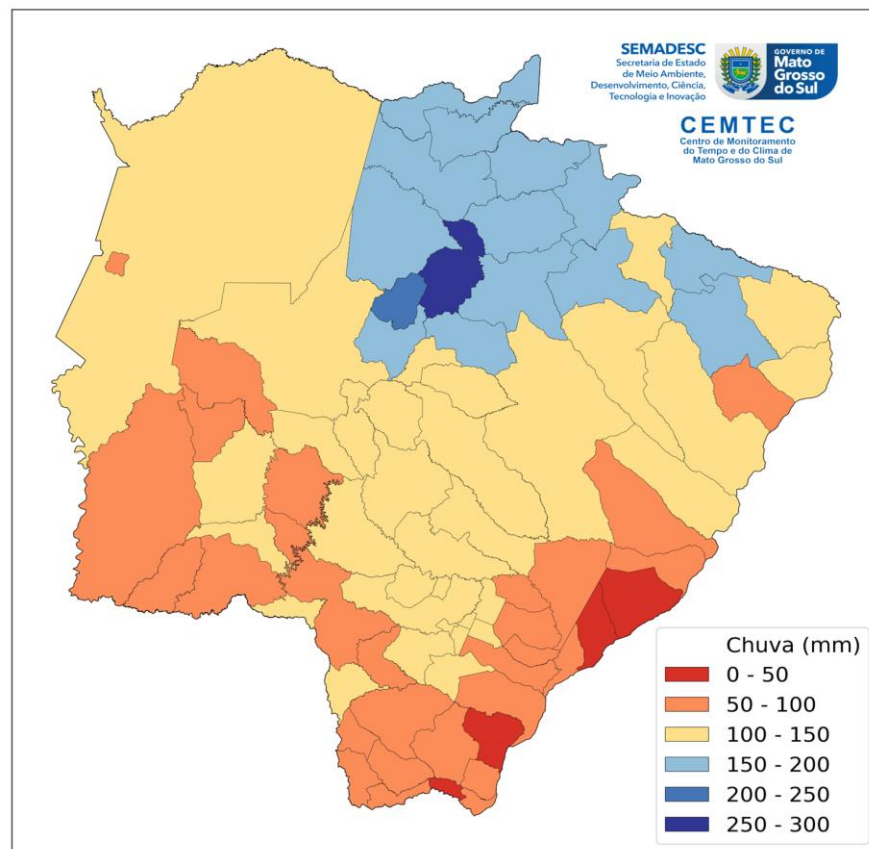 SEMADESC
Secretaria de Estado
de Meio Ambiente,
Desenvolvimento, Ciência,
Tecnologia e Inovação
GOVERNO DE
Mato
Grosso
do Sul
CEMTEC
Centro de Monitoramento
do Tempo e do Clima de
Mato Grosso do Sul
Chuva (mm)
0 - 50
50 - 100
100 - 150
150 - 200
200 - 250
250 - 300